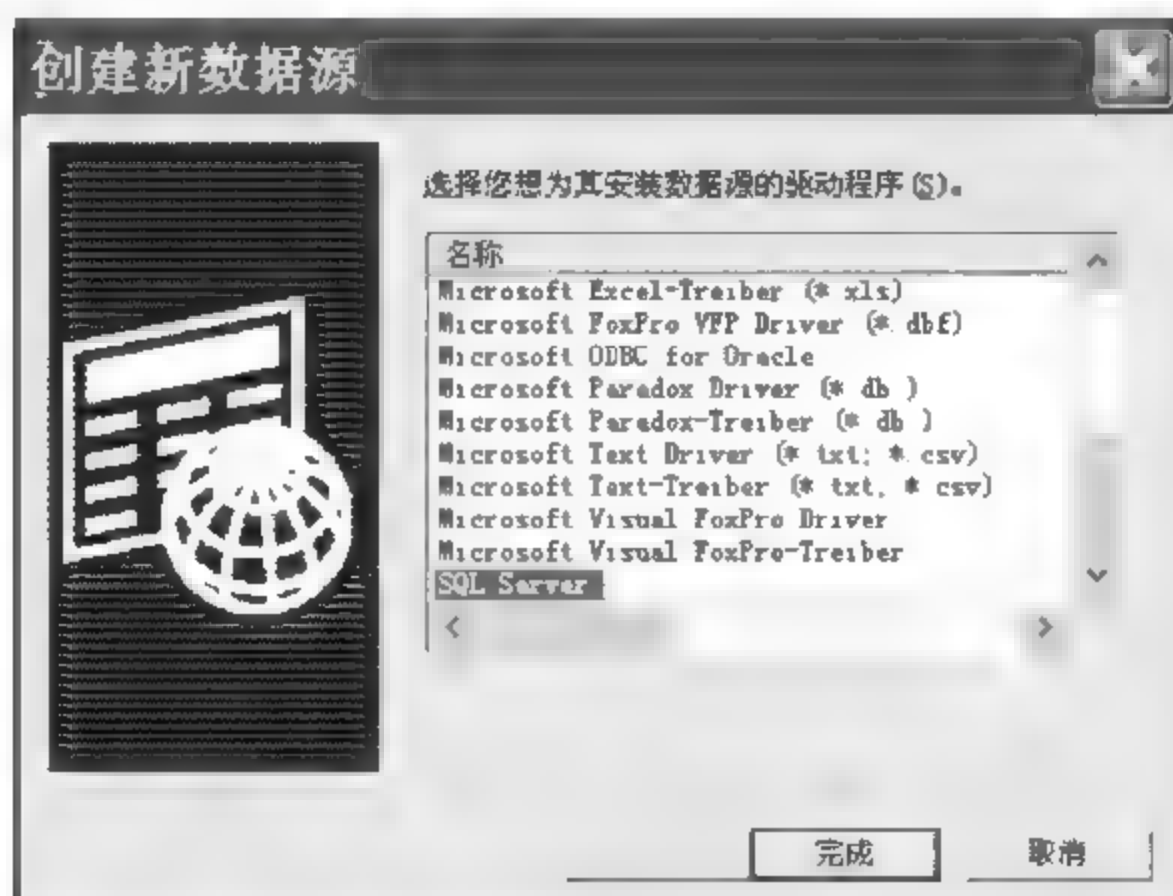 创建新数据源
选择您想为其安装数据源的驱动程序(S)。
名称
Microsoft Excel-Treiber (* xls)
Microsoft FoxPro VFP Driver (*. dbf)
Microsoft ODBC for Oracle
Microsoft Paradox Driver (* db )
Microsoft Paradox-Treiber (* db )
Microsoft Text Driver (* txt; *. csv)
Microsoft Text-Treiber (* txt, * csv)
Microsoft Visual FoxPro Driver
Microsoft Visual FoxPro-Treiber
SQL Server
完成
取消